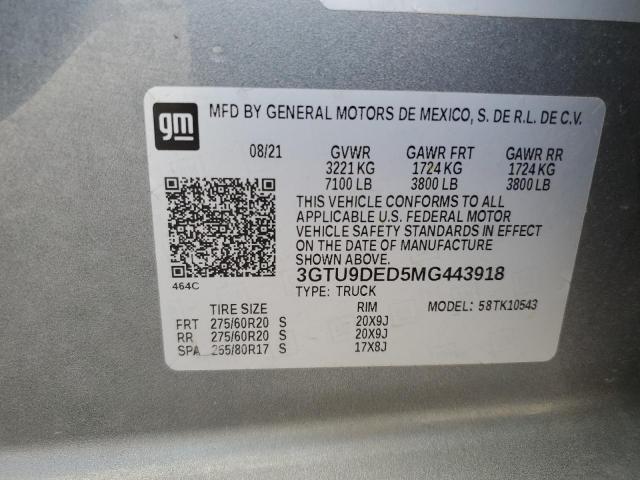 gm
MFD BY GENERAL MOTORS DE MEXICO, S. DE R.L. DE C.V.
08/21 GVWR GAWR FRT GAWR RR
3221 KG 1724 KG 1724 KG
7100 LB 3800 LB 3800 LB
THIS VEHICLE CONFORMS TO ALL
APPLICABLE U.S. FEDERAL MOTOR
VEHICLE SAFETY STANDARDS IN EFFECT
ON THE DATE OF MANUFACTURE
SHOWN ABOVE.
3GTU9DED5MG443918
464C
TYPE: TRUCK
TIRE SIZE RIM MODEL: 58TK10543
FRT 275/60R20 S 20X9J
RR 275/60R20 S 20X9J
SPA 265/80R17 S 17X8J